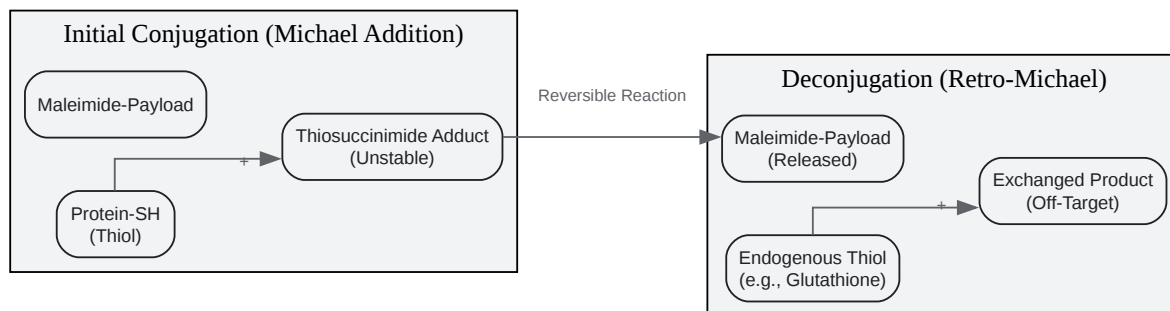 Initial Conjugation (Michael Addition)
Maleimide-Payload
Thiosuccinimide Adduct
(Unstable)
+
Protein-SH
(Thiol)
Reversible Reaction
Deconjugation (Retro-Michael)
Maleimide-Payload
(Released)
Exchanged Product
(Off-Target)
+
Endogenous Thiol
(e.g., Glutathione)